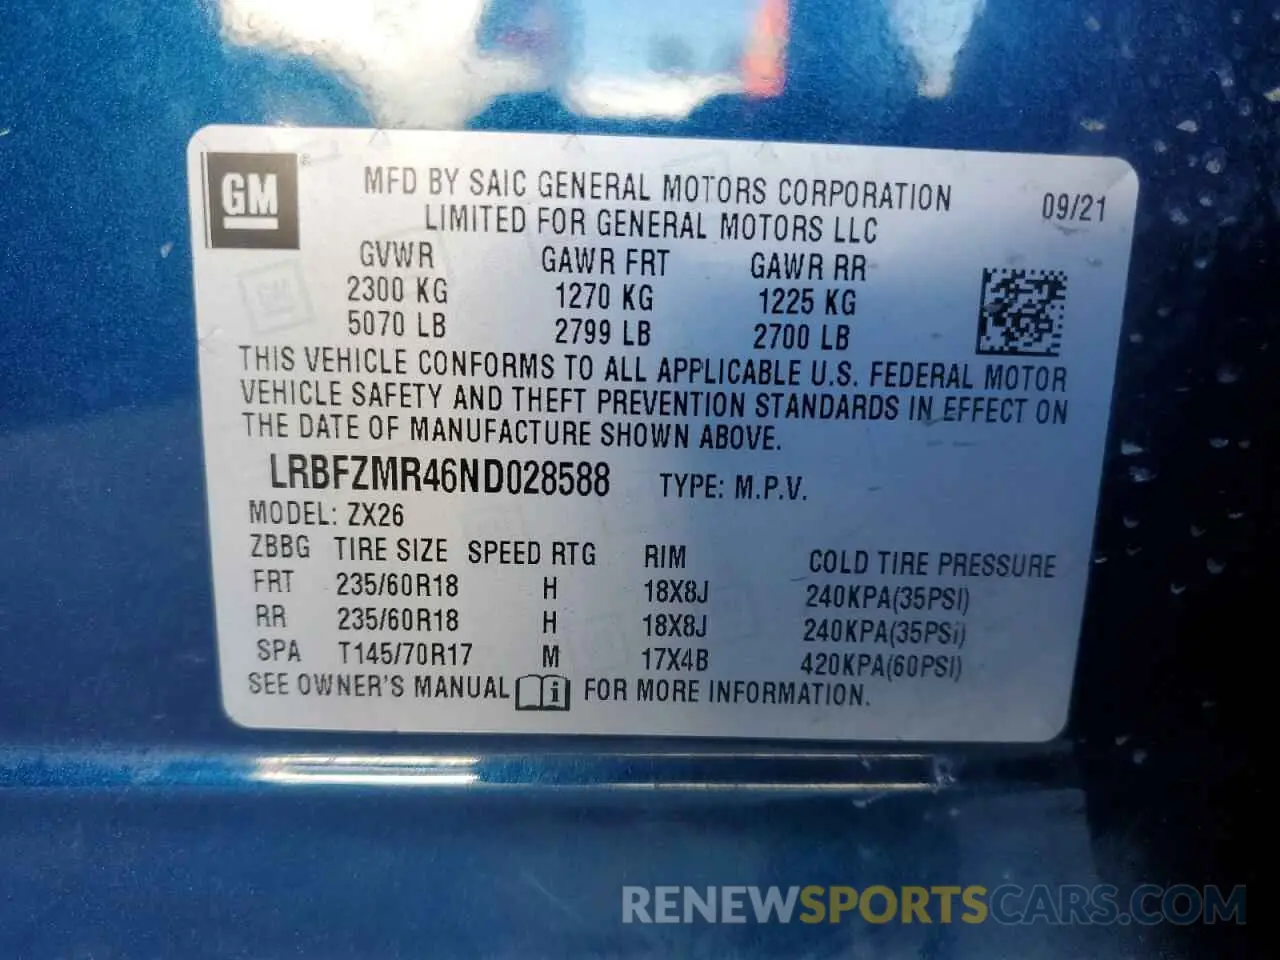 GM ® MFD BY SAIC GENERAL MOTORS CORPORATION 09/21
LIMITED FOR GENERAL MOTORS LLC
GVWR GAWR FRT GAWR RR
2300 KG 1270 KG 1225 KG
5070 LB 2799 LB 2700 LB
THIS VEHICLE CONFORMS TO ALL APPLICABLE U.S. FEDERAL MOTOR
VEHICLE SAFETY AND THEFT PREVENTION STANDARDS IN EFFECT ON
THE DATE OF MANUFACTURE SHOWN ABOVE.
LRBFZMR46ND028588 TYPE: M.P.V.
MODEL: ZX26
ZBBG TIRE SIZE SPEED RTG RIM COLD TIRE PRESSURE
FRT 235/60R18 H 18X8J 240KPA(35PSI)
RR 235/60R18 H 18X8J 240KPA(35PSi)
SPA T145/70R17 M 17X4B 420KPA(60PSI)
SEE OWNER'S MANUAL i FOR MORE INFORMATION.
RENEWSPORTSCARS.COM